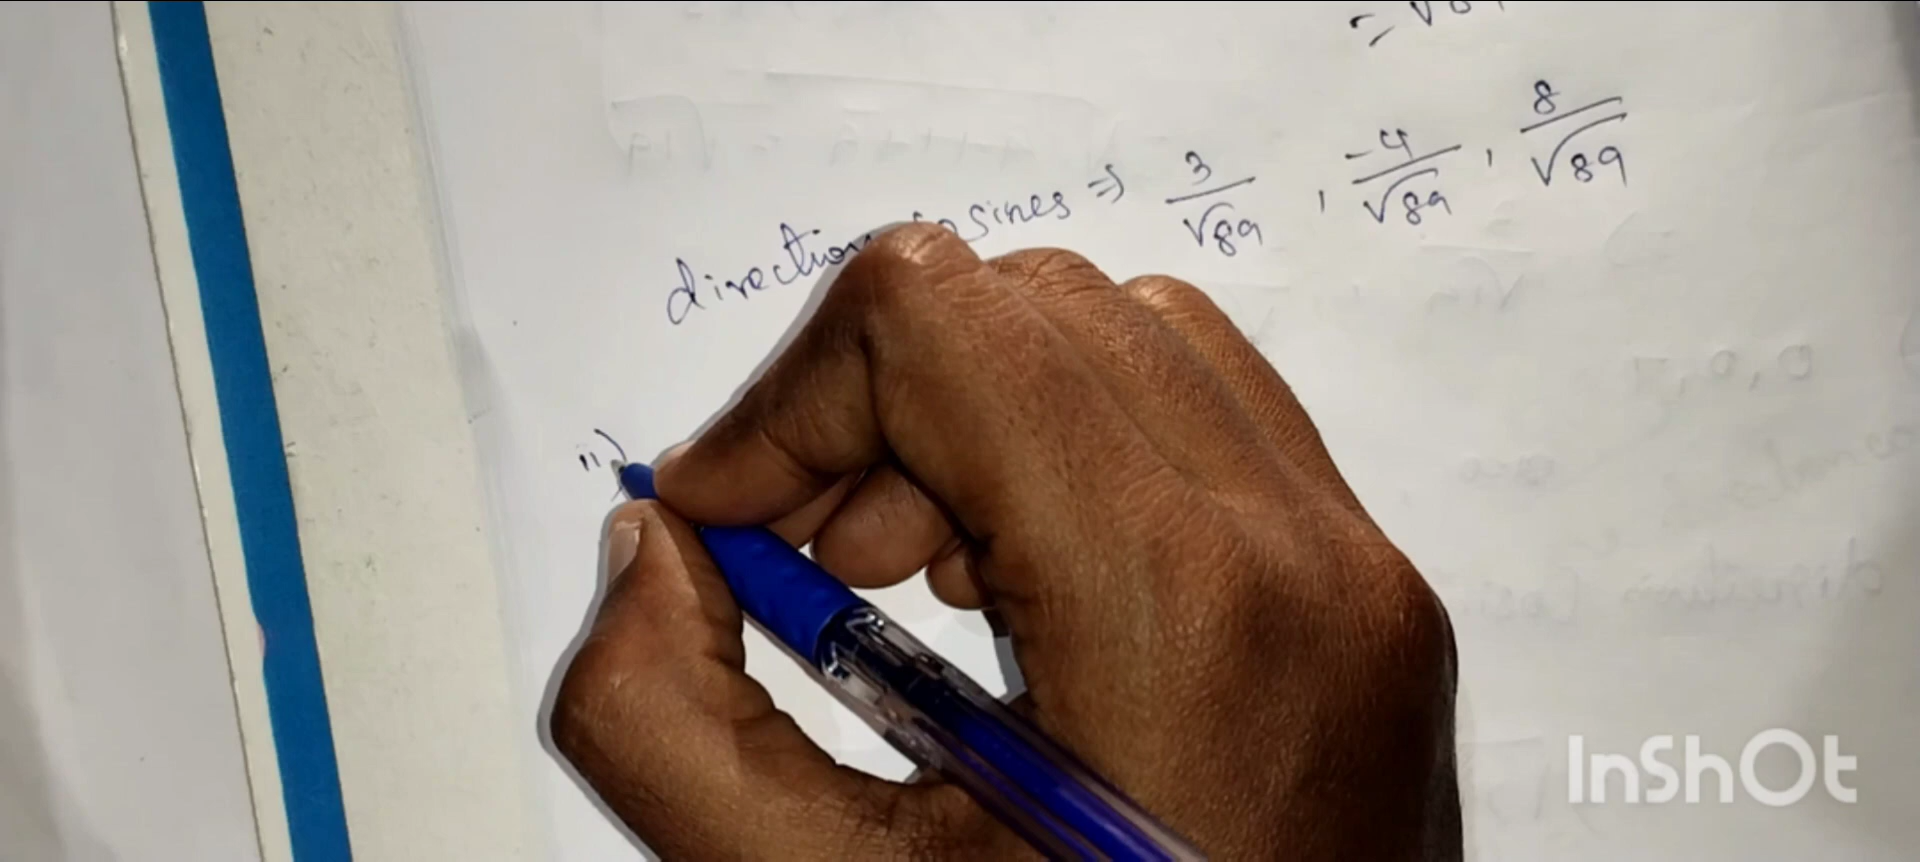 direction cosines ⇒ 3/√89 , -4/√89 , 8/√89
ii)
InShOt